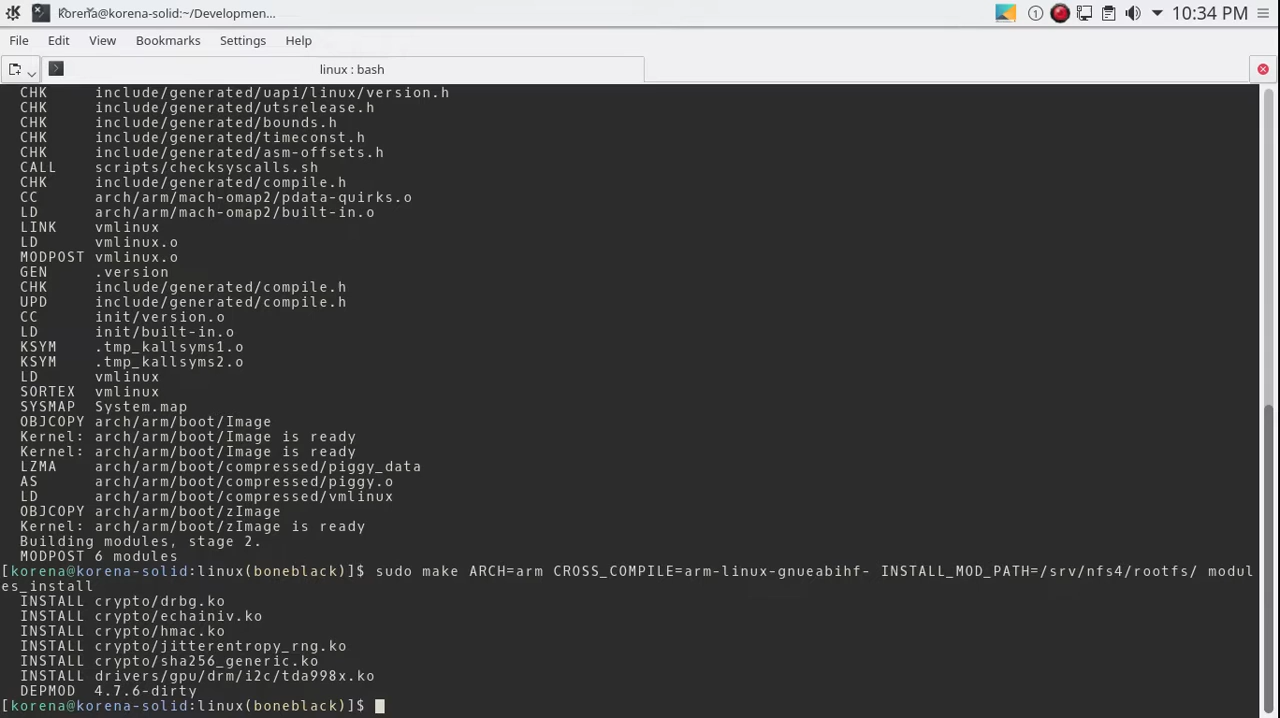 korena@korena-solid:~/Developmen...
10:34 PM
File Edit View Bookmarks Settings Help
linux : bash
CHK include/generated/uapi/linux/version.h
CHK include/generated/utsrelease.h
CHK include/generated/bounds.h
CHK include/generated/timeconst.h
CHK include/generated/asm-offsets.h
CALL scripts/checksyscalls.sh
CHK include/generated/compile.h
CC arch/arm/mach-omap2/pdata-quirks.o
LD arch/arm/mach-omap2/built-in.o
LINK vmlinux
LD vmlinux.o
MODPOST vmlinux.o
GEN .version
CHK include/generated/compile.h
UPD include/generated/compile.h
CC init/version.o
LD init/built-in.o
KSYM .tmp_kallsyms1.o
KSYM .tmp_kallsyms2.o
LD vmlinux
SORTEX vmlinux
SYSMAP System.map
OBJCOPY arch/arm/boot/Image
Kernel: arch/arm/boot/Image is ready
Kernel: arch/arm/boot/Image is ready
LZMA arch/arm/boot/compressed/piggy_data
AS arch/arm/boot/compressed/piggy.o
LD arch/arm/boot/compressed/vmlinux
OBJCOPY arch/arm/boot/zImage
Kernel: arch/arm/boot/zImage is ready
Building modules, stage 2.
MODPOST 6 modules
[korena@korena-solid:linux(boneblack)]$ sudo make ARCH=arm CROSS_COMPILE=arm-linux-gnueabihf- INSTALL_MOD_PATH=/srv/nfs4/rootfs/ modul
es_install
INSTALL crypto/drbg.ko
INSTALL crypto/echainiv.ko
INSTALL crypto/hmac.ko
INSTALL crypto/jitterentropy_rng.ko
INSTALL crypto/sha256_generic.ko
INSTALL drivers/gpu/drm/i2c/tda998x.ko
DEPMOD 4.7.6-dirty
[korena@korena-solid:linux(boneblack)]$